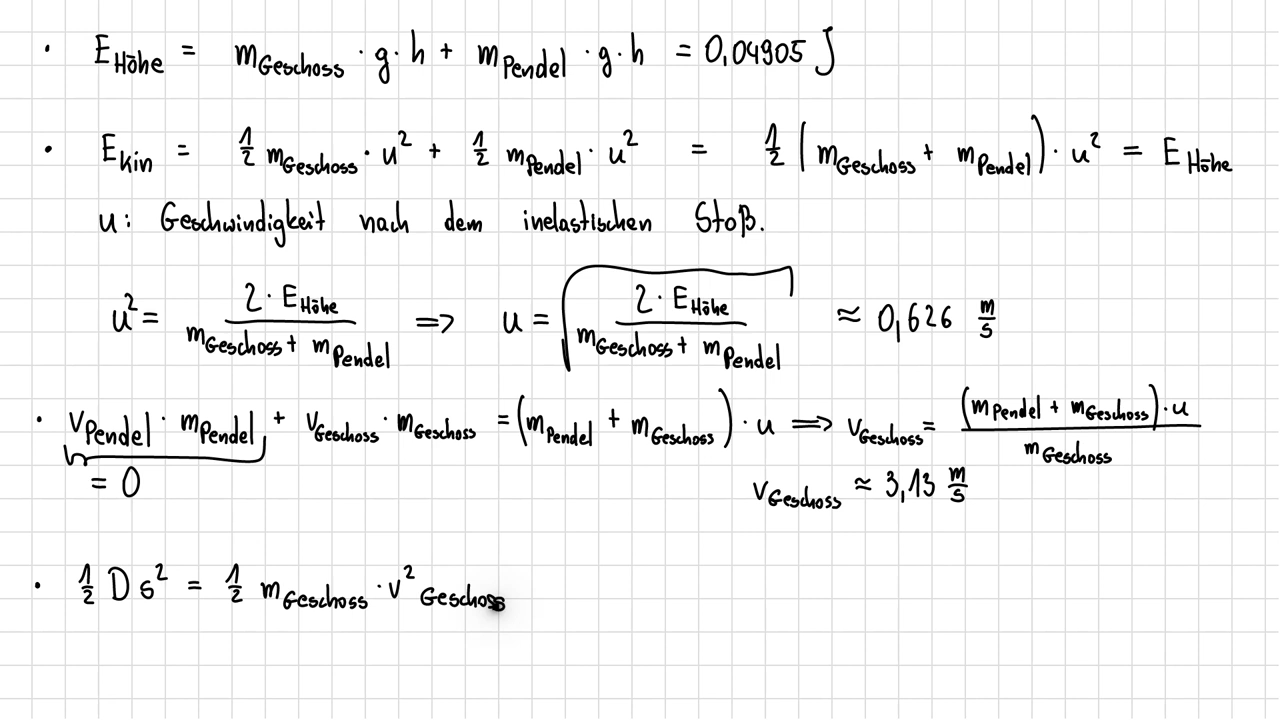 • E_Höhe = m_Geschoss · g · h + m_Pendel · g · h = 0,04905 J
• E_kin = 1/2 m_Geschoss · u² + 1/2 m_Pendel · u² = 1/2 (m_Geschoss + m_Pendel) · u² = E_Höhe
u: Geschwindigkeit nach dem inelastischen Stoß.
u² = (2 · E_Höhe)/(m_Geschoss + m_Pendel) ⇒ u = √((2 · E_Höhe)/(m_Geschoss + m_Pendel)) ≈ 0,626 m/s
• v_Pendel · m_Pendel + v_Geschoss · m_Geschoss = (m_Pendel + m_Geschoss) · u ⇒ v_Geschoss = ((m_Pendel + m_Geschoss) · u)/m_Geschoss
= 0
v_Geschoss ≈ 3,13 m/s
• 1/2 D s² = 1/2 m_Geschoss · v²_Geschoss